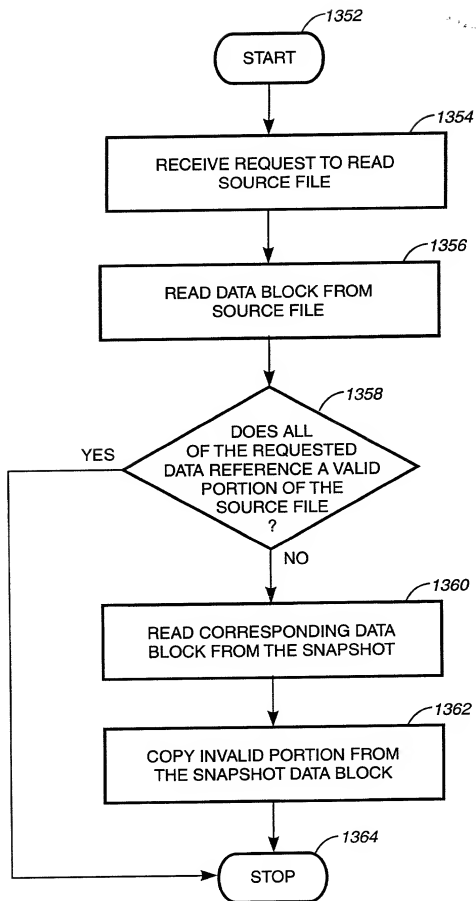 1352
START
1354
RECEIVE REQUEST TO READ
SOURCE FILE
1356
READ DATA BLOCK FROM
SOURCE FILE
1358
DOES ALL
OF THE REQUESTED
DATA REFERENCE A VALID
PORTION OF THE
SOURCE FILE
?
YES
NO
1360
READ CORRESPONDING DATA
BLOCK FROM THE SNAPSHOT
1362
COPY INVALID PORTION FROM
THE SNAPSHOT DATA BLOCK
1364
STOP